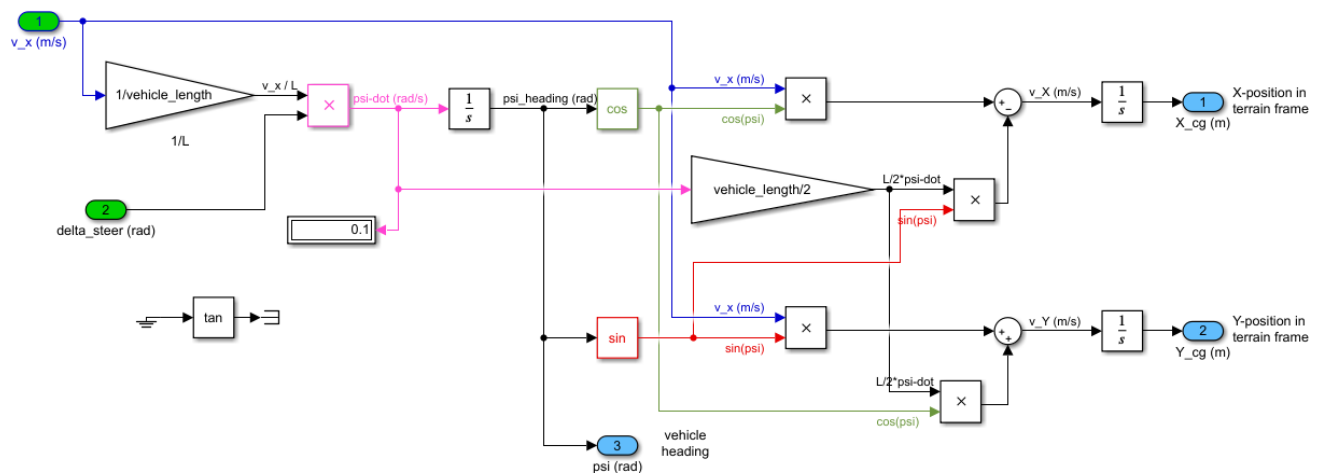 1
v_x (m/s)
1/vehicle_length
1/L
v_x / L
×
psi-dot (rad/s)
1
s
psi_heading (rad)
cos
v_x (m/s)
cos(psi)
×
+
−
v_X (m/s)
1
s
1
X_cg (m)
X-position in
terrain frame
2
delta_steer (rad)
0.1
vehicle_length/2
L/2*psi-dot
sin(psi)
×
tan
sin
v_x (m/s)
sin(psi)
×
+
+
v_Y (m/s)
1
s
2
Y_cg (m)
Y-position in
terrain frame
L/2*psi-dot
cos(psi)
×
3
psi (rad)
vehicle
heading